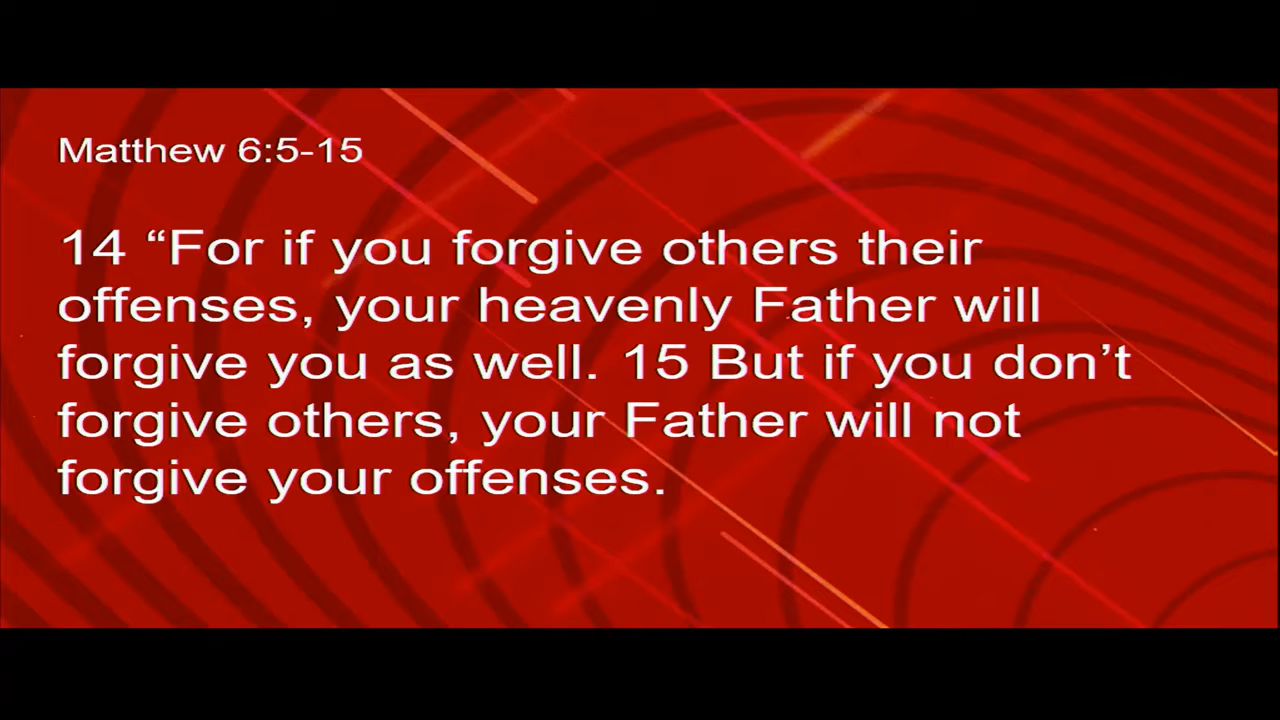 Matthew 6:5-15
14 “For if you forgive others their
offenses, your heavenly Father will
forgive you as well. 15 But if you don’t
forgive others, your Father will not
forgive your offenses.